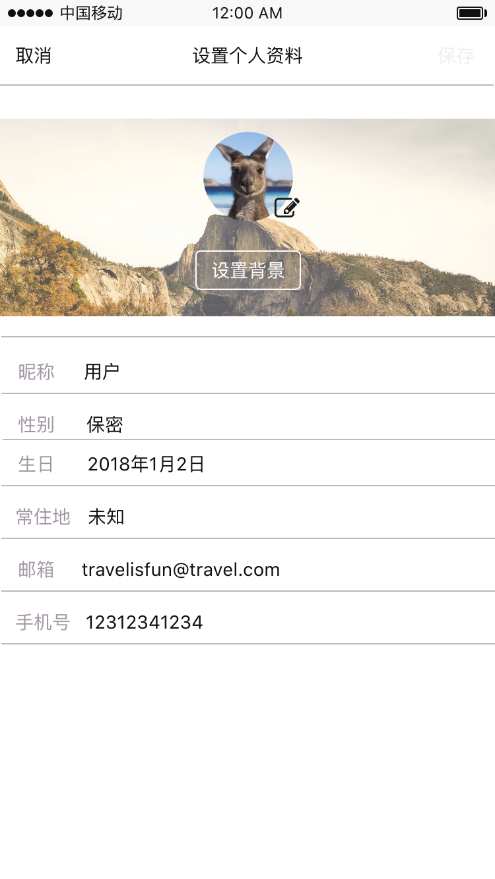 中国移动 12:00 AM
取消 设置个人资料 保存
设置背景
昵称 用户
性别 保密
生日 2018年1月2日
常住地 未知
邮箱 travelisfun@travel.com
手机号 12312341234